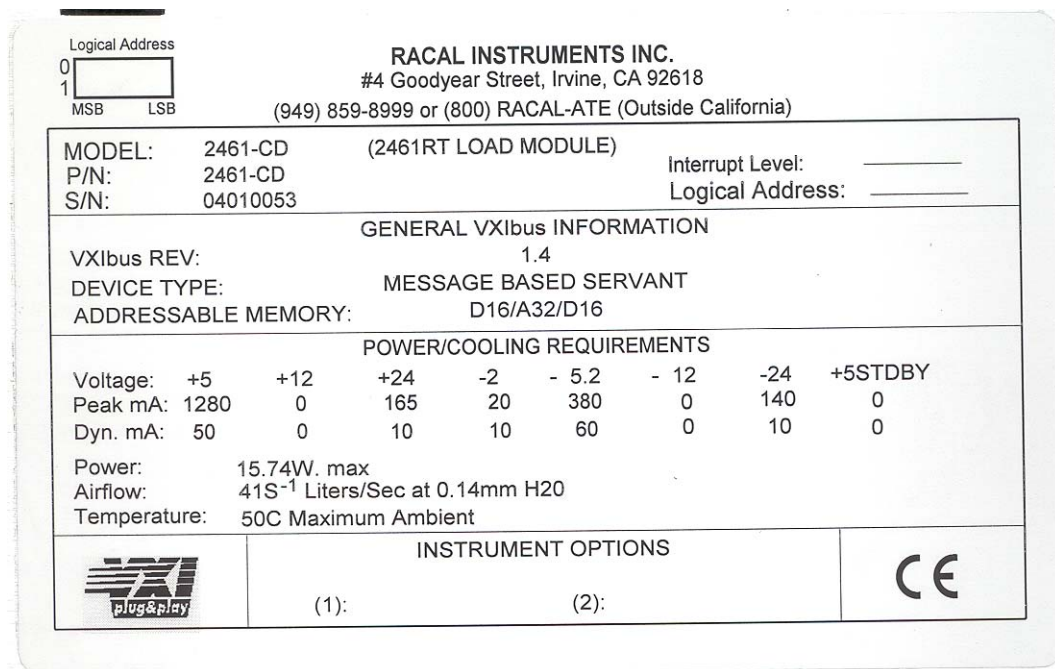 Logical Address
0
1
MSB LSB
RACAL INSTRUMENTS INC.
#4 Goodyear Street, Irvine, CA 92618
(949) 859-8999 or (800) RACAL-ATE (Outside California)
MODEL: 2461-CD (2461RT LOAD MODULE)
P/N: 2461-CD
S/N: 04010053
Interrupt Level:
Logical Address:
GENERAL VXIbus INFORMATION
VXIbus REV: 1.4
DEVICE TYPE: MESSAGE BASED SERVANT
ADDRESSABLE MEMORY: D16/A32/D16
POWER/COOLING REQUIREMENTS
Voltage: +5 +12 +24 -2 - 5.2 - 12 -24 +5STDBY
Peak mA: 1280 0 165 20 380 0 140 0
Dyn. mA: 50 0 10 10 60 0 10 0
Power: 15.74W. max
Airflow: 41S⁻¹ Liters/Sec at 0.14mm H20
Temperature: 50C Maximum Ambient
VXI
plug&play
INSTRUMENT OPTIONS
(1): (2):
CE